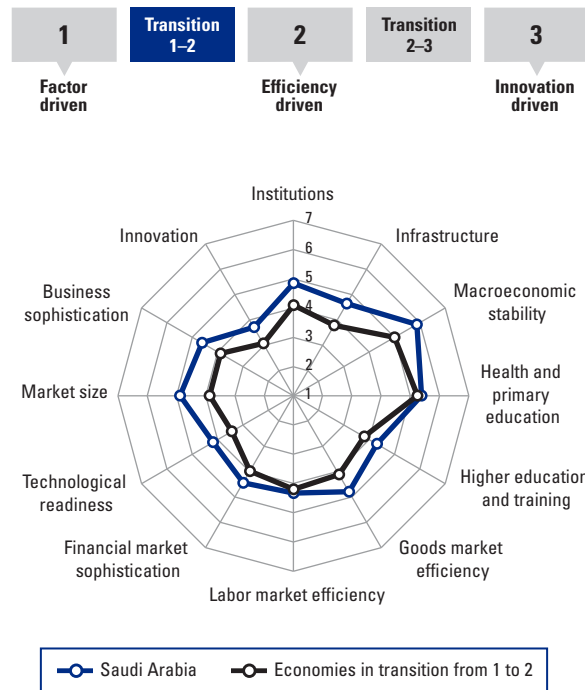 1
Transition
1–2
2
Transition
2–3
3
Factor
driven
Efficiency
driven
Innovation
driven
Institutions
7
Innovation
Infrastructure
6
Business
sophistication
5
Macroeconomic
stability
4
3
Market size
2
Health and
primary
education
1
Technological
readiness
Higher education
and training
Financial market
sophistication
Goods market
efficiency
Labor market efficiency
Saudi Arabia
Economies in transition from 1 to 2